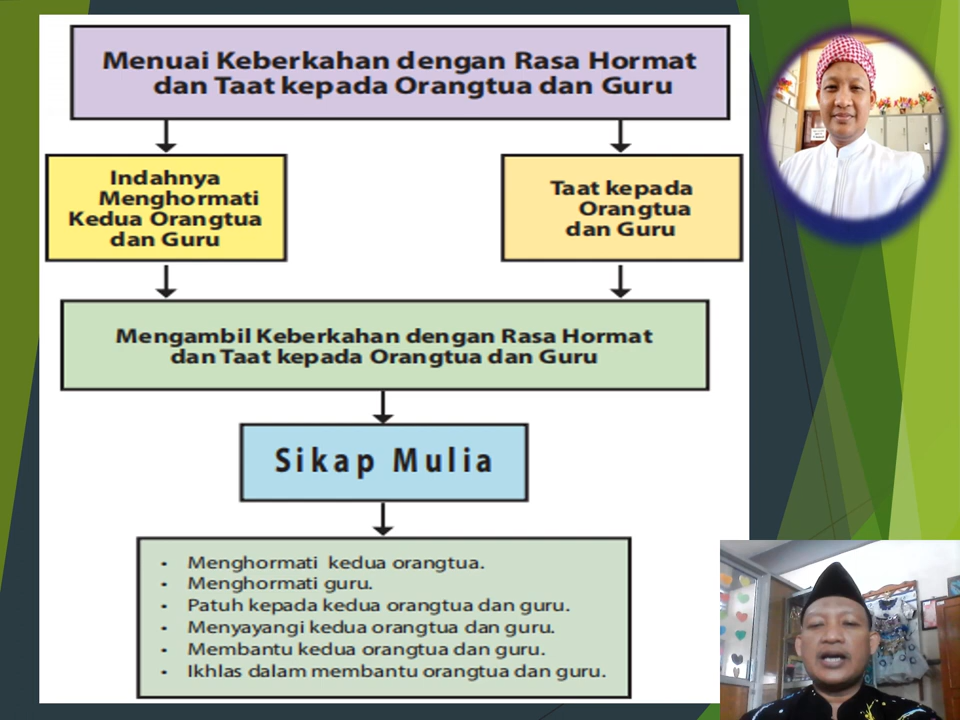 Menuai Keberkahan dengan Rasa Hormat
dan Taat kepada Orangtua dan Guru
Indahnya
Menghormati
Kedua Orangtua
dan Guru
Taat kepada
Orangtua
dan Guru
Mengambil Keberkahan dengan Rasa Hormat
dan Taat kepada Orangtua dan Guru
Sikap Mulia
• Menghormati kedua orangtua.
• Menghormati guru.
• Patuh kepada kedua orangtua dan guru.
• Menyayangi kedua orangtua dan guru.
• Membantu kedua orangtua dan guru.
• Ikhlas dalam membantu orangtua dan guru.